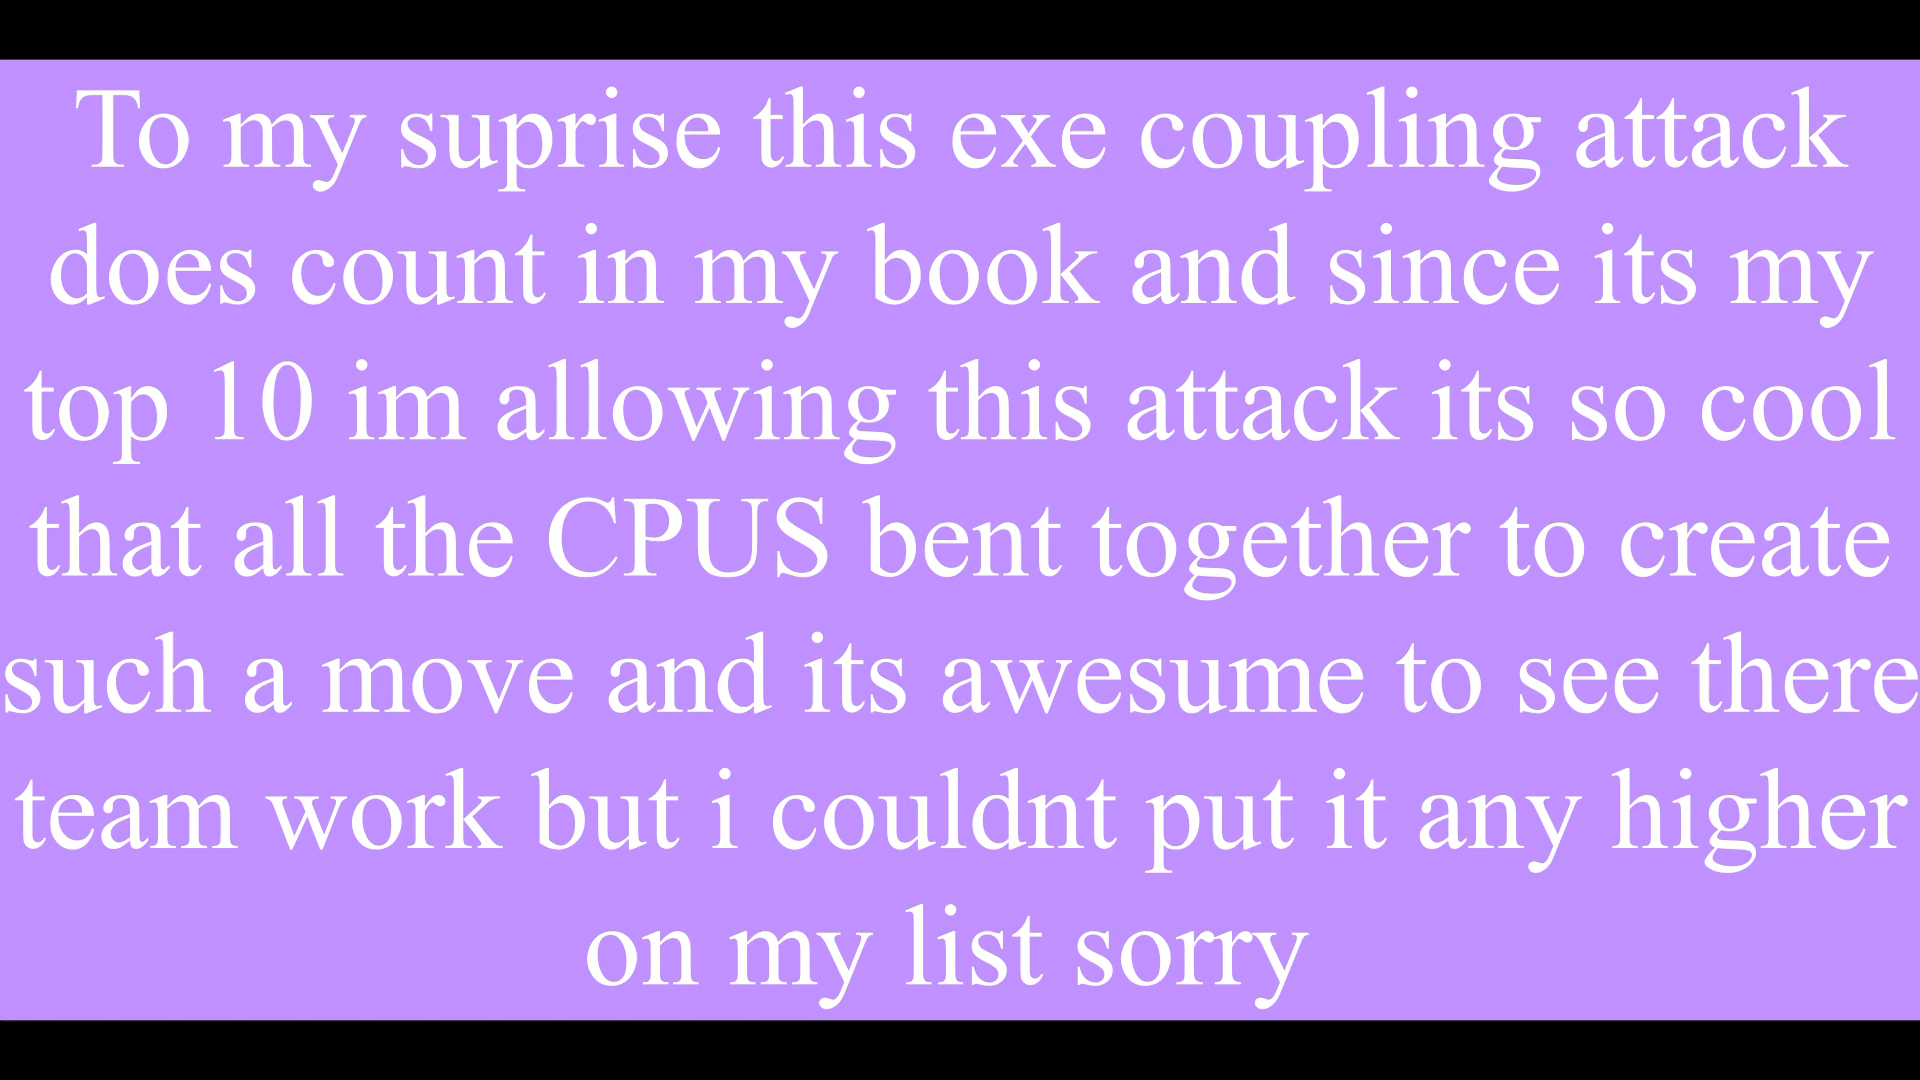 To my suprise this exe coupling attack
does count in my book and since its my
top 10 im allowing this attack its so cool
that all the CPUS bent together to create
such a move and its awesume to see there
team work but i couldnt put it any higher
on my list sorry